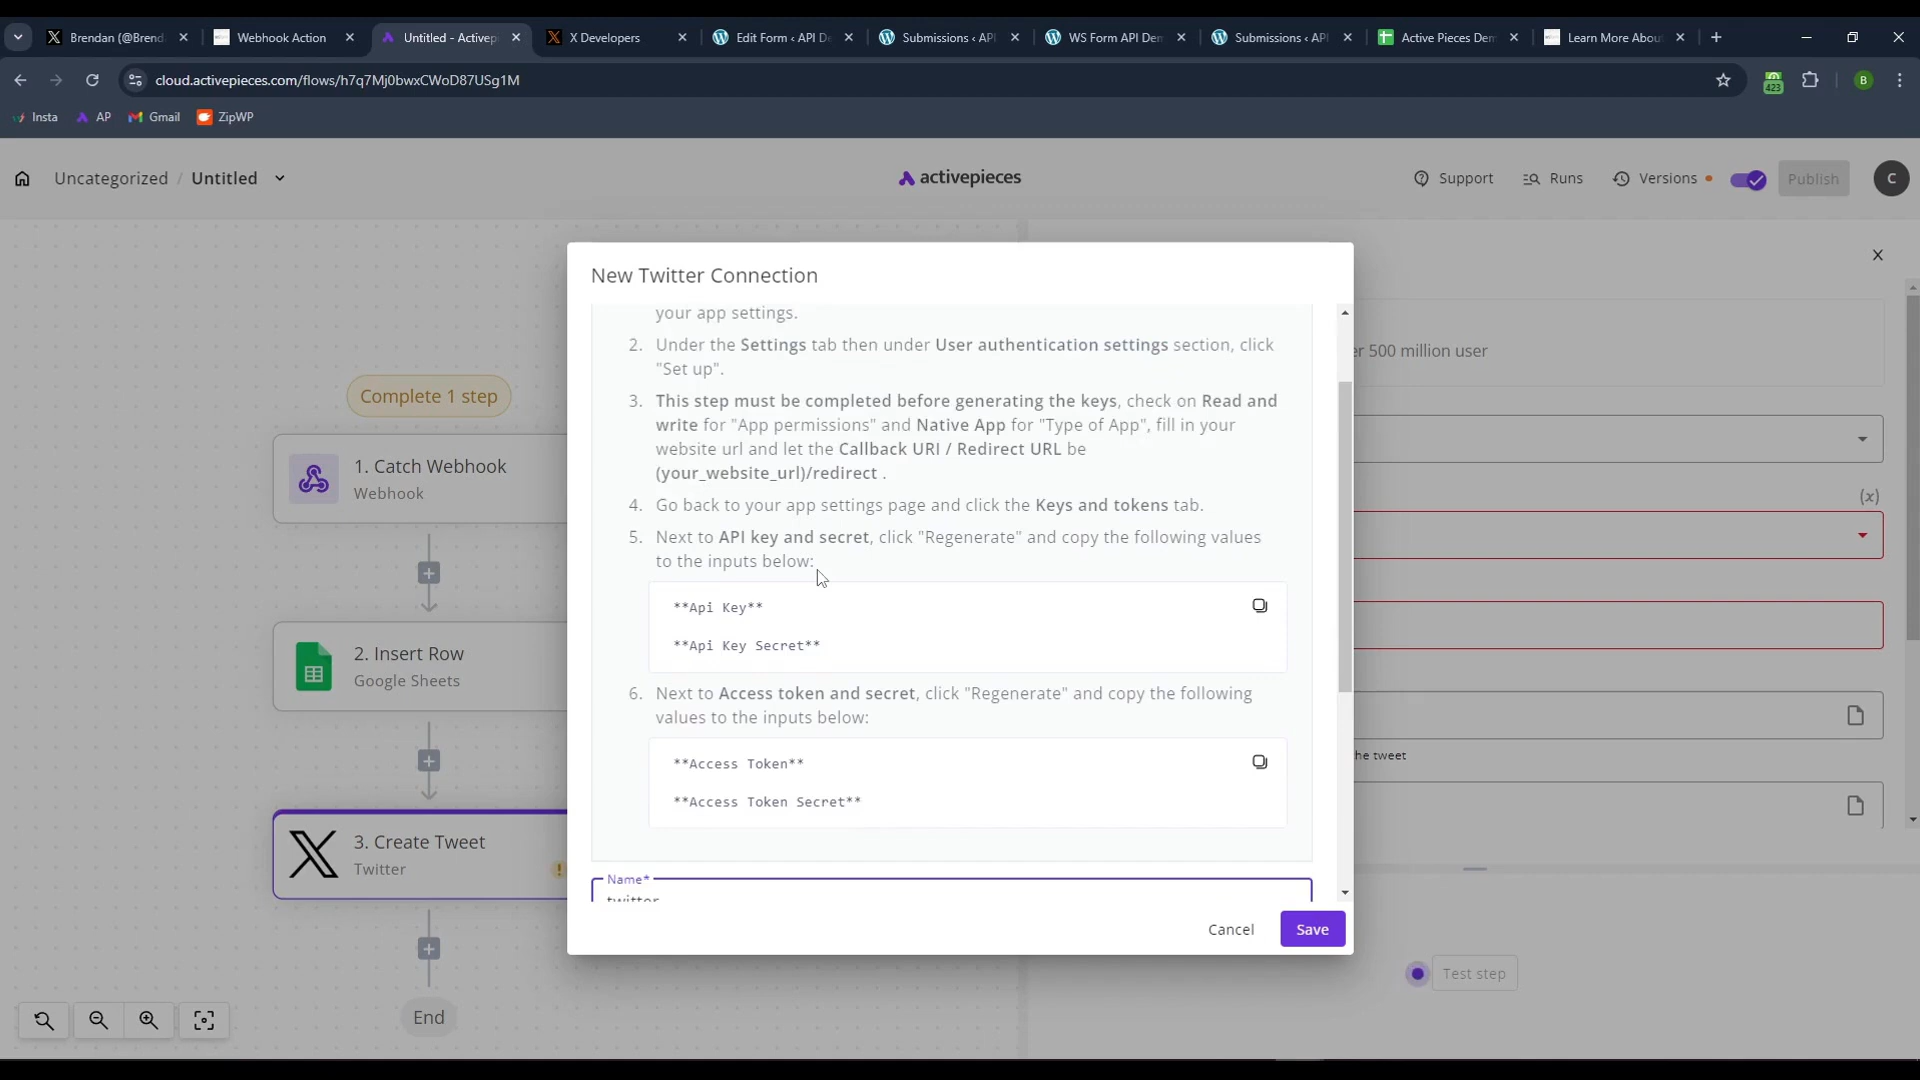 Brendan (@Brend
Webhook Action
Untitled - Activep
X Developers
Edit Form ‹ API D
Submissions ‹ API
WS Form API Den
Submissions ‹ API
Active Pieces Den
Learn More Abou
cloud.activepieces.com/flows/h7q7Mj0bwxCWoD87USg1M
423
B
Insta
AP
Gmail
ZipWP
Uncategorized / Untitled
activepieces
Support
Runs
Versions
Publish
C
New Twitter Connection
your app settings.
2. Under the Settings tab then under User authentication settings section, click
"Set up".
3. This step must be completed before generating the keys, check on Read and
write for "App permissions" and Native App for "Type of App", fill in your
website url and let the Callback URI / Redirect URL be
(your_website_url)/redirect .
4. Go back to your app settings page and click the Keys and tokens tab.
5. Next to API key and secret, click "Regenerate" and copy the following values
to the inputs below:
**Api Key**
**Api Key Secret**
6. Next to Access token and secret, click "Regenerate" and copy the following
values to the inputs below:
**Access Token**
**Access Token Secret**
Name*
twitter
Cancel
Save
Complete 1 step
1. Catch Webhook
Webhook
2. Insert Row
Google Sheets
3. Create Tweet
Twitter
End
er 500 million user
(x)
he tweet
Test step